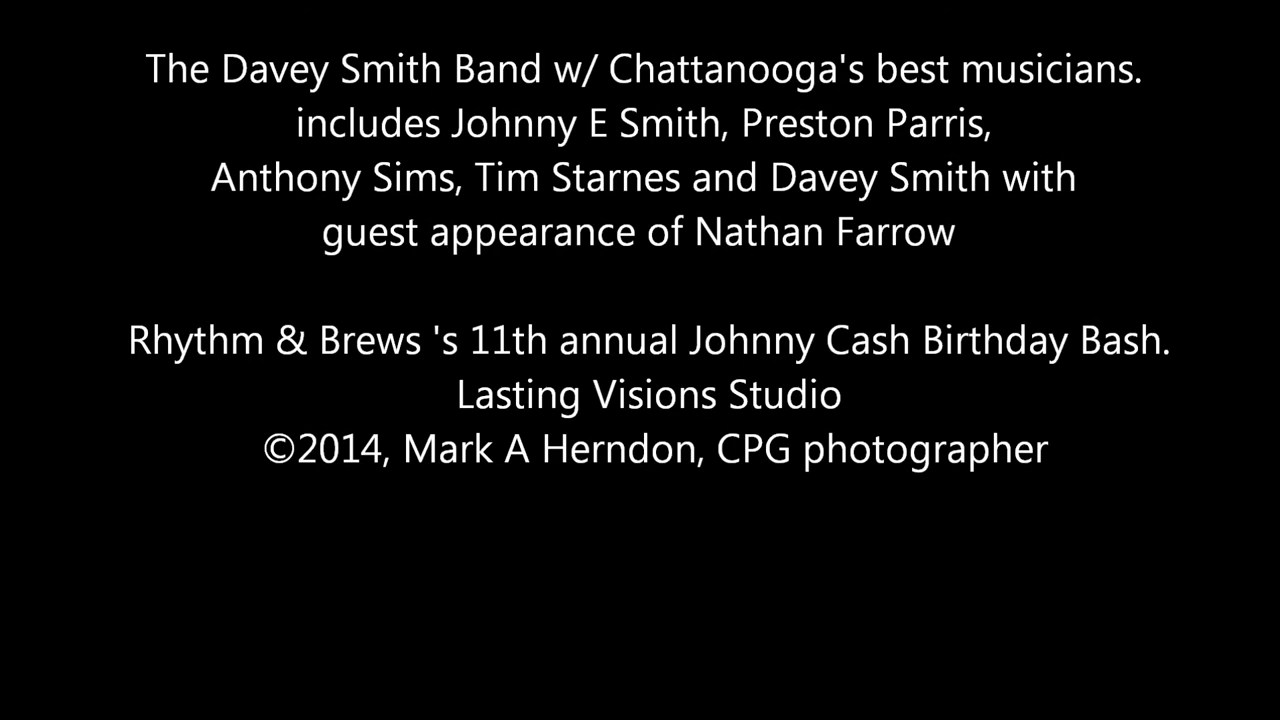 The Davey Smith Band w/ Chattanooga's best musicians.
includes Johnny E Smith, Preston Parris,
Anthony Sims, Tim Starnes and Davey Smith with
guest appearance of Nathan Farrow
Rhythm & Brews 's 11th annual Johnny Cash Birthday Bash.
Lasting Visions Studio
©2014, Mark A Herndon, CPG photographer